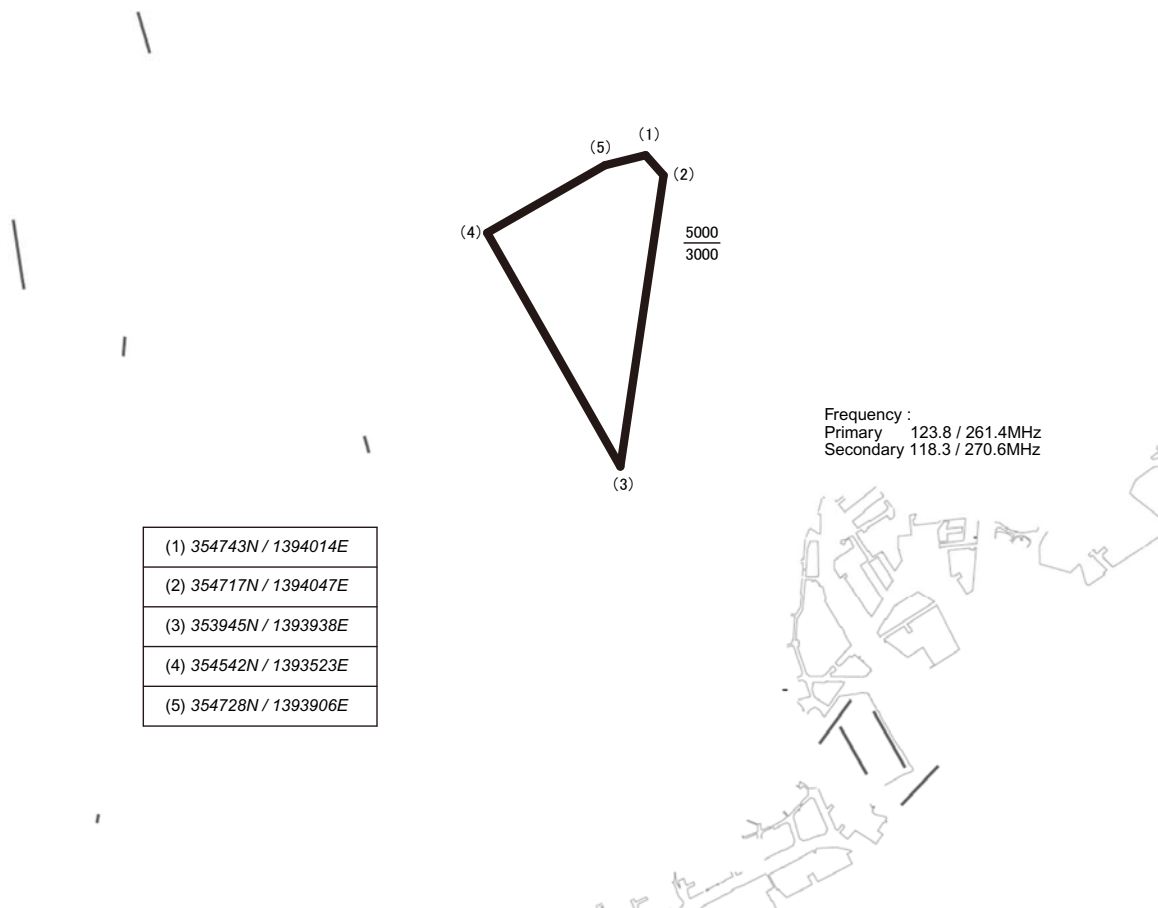 (1)
(5)
(2)
(4)
5000
3000
(3)
Frequency :
Primary 123.8 / 261.4MHz
Secondary 118.3 / 270.6MHz
(1) 354743N / 1394014E
(2) 354717N / 1394047E
(3) 353945N / 1393938E
(4) 354542N / 1393523E
(5) 354728N / 1393906E